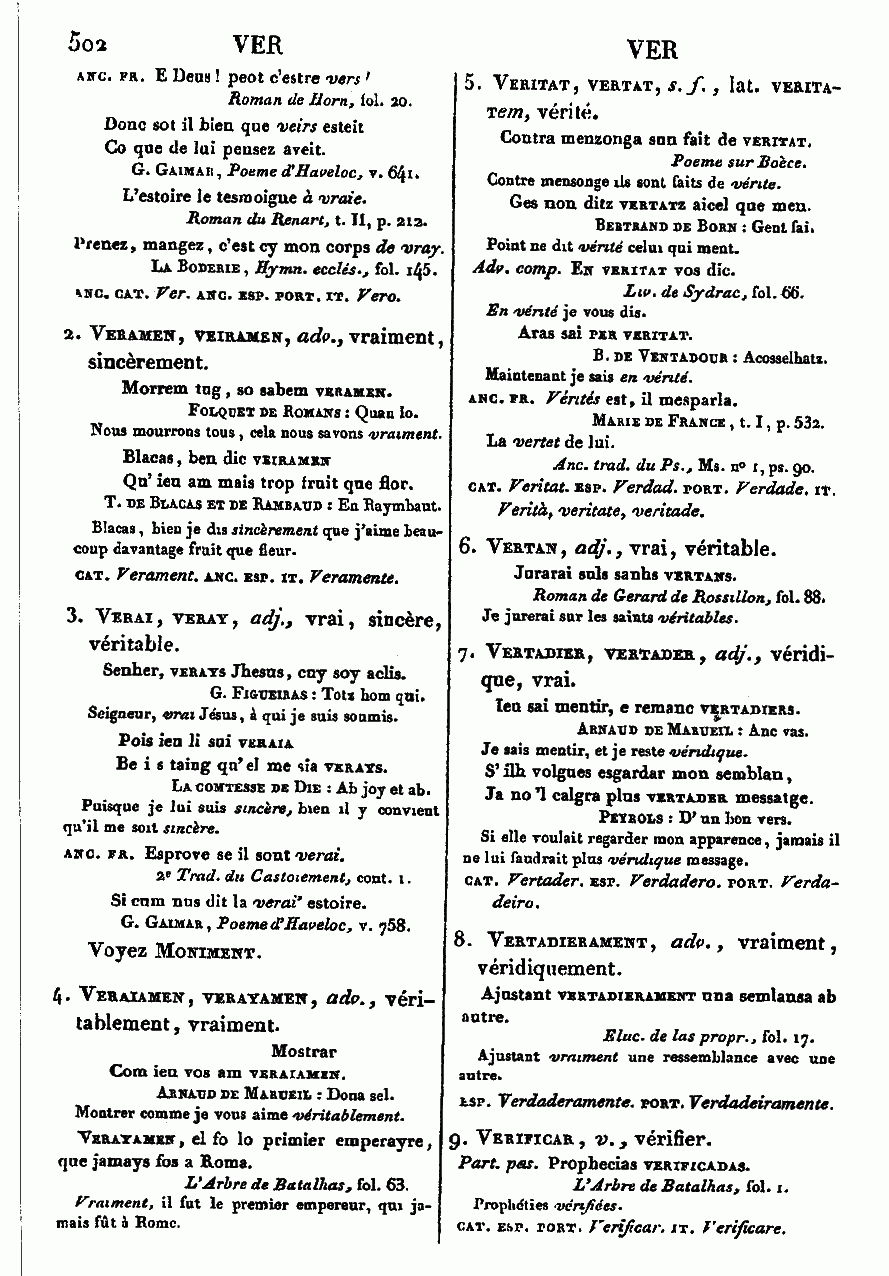 502 VER
ANC. FR. E Deus! peot c'estre vers!
Roman de Horn, fol. 20.
Donc sot il bien que veirs esteit
Co que de lui pensez aveit.
G. GAIMAR, Poeme d'Haveloc, v. 641.
L'estoire le tesmoigue à vraie.
Roman du Renart, t. II, p. 212.
Prenez, mangez, c'est cy mon corps de vray.
LA BODERIE, Hymn. ecclés., fol. 145.
ANC. CAT. Ver. ANC. ESP. PORT. IT. Vero.
2. VERAMEN, VEIRAMEN, adv., vraiment,
sincèrement.
Morrem tug, so sabem VERAMEN.
FOLQUET DE ROMANS: Quan lo.
Nous mourrons tous, cela nous savons vraiment.
Blacas, ben dic VEIRAMEN
Qu' ieu am mais trop fruit que flor.
T. DE BLACAS ET DE RAMBAUD: En Raymbaut.
Blacas, bien je dis sincèrement que j'aime beau-
coup davantage fruit que fleur.
CAT. Verament. ANC. ESP. IT. Veramente.
3. VERAI, VERAY, adj., vrai, sincère,
véritable.
Senher, VERAYS Jhesus, cuy soy aclis.
G. FIGUEIRAS: Totz hom qui.
Seigneur, vrai Jésus, à qui je suis soumis.
Pois ieu li sui VERAIA
Be i s taing qu' el me sia VERAYS.
LA COMTESSE DE DIE: Ab joy et ab.
Puisque je lui suis sincère, bien il y convient
qu'il me soit sincère.
ANC. FR. Esprove se il sont verai.
2e Trad. du Castoiement, cont. 1.
Si cum nus dit la verai' estoire.
G. GAIMAR, Poeme d'Haveloc, v. 758.
Voyez MONIMENT.
4. VERAIAMEN, VERAYAMEN, adv., véri-
tablement, vraiment.
Mostrar
Com ieu vos am VERAIAMEN.
ARNAUD DE MARUEIL: Dona sel.
Montrer comme je vous aime véritablement.
VERAYAMEN, el fo lo primier emperayre,
que jamays fos a Roma.
L'Arbre de Batalhas, fol. 63.
Vraiment, il fut le premier empereur, qui ja-
mais fût à Rome.
VER
5. VERITAT, VERTAT, s. f., lat. VERITA-
Tem, vérité.
Contra menzonga sun fait de VERITAT.
Poeme sur Boèce.
Contre mensonge ils sont faits de vérité.
Ges non ditz VERTATZ aicel que men.
BERTRAND DE BORN: Gent fai.
Point ne dit vérité celui qui ment.
Adv. comp. EN VERITAT vos dic.
Liv. de Sydrac, fol. 66.
En vérité je vous dis.
Aras sai PER VERITAT.
B. DE VENTADOUR: Acosselhatz.
Maintenant je sais en vérité.
ANC. FR. Vérités est, il mesparla.
MARIE DE FRANCE, t. I, p. 532.
La vertet de lui.
Anc. trad. du Ps., Ms. nº 1, ps. 90.
CAT. Veritat. ESP. Verdad. PORT. Verdade. IT.
Verità, veritate, veritade.
6. VERTAN, adj., vrai, véritable.
Jurarai suls sanhs VERTANS.
Roman de Gerard de Rossillon, fol. 88.
Je jurerai sur les saints véritables.
7. VERTADIER, VERTADER, adj., véridi-
que, vrai.
Ieu sai mentir, e remanc VERTADIERS.
ARNAUD DE MARUEIL: Anc vas.
Je sais mentir, et je reste véridique.
S' ilh volgues esgardar mon semblan,
Ja no'l calgra plus VERTADER messatge.
PEYROLS: D' un bon vers.
Si elle voulait regarder mon apparence, jamais il
ne lui faudrait plus véridique message.
CAT. Vertader. ESP. Verdadero. PORT. Verda-
deiro.
8. VERTADIERAMENT, adv., vraiment,
véridiquement.
Ajustant VERTADIERAMENT una semlansa ab
autre.
Eluc. de las propr., fol. 17.
Ajustant vraiment une ressemblance avec une
autre.
ESP. Verdaderamente. PORT. Verdadeiramente.
9. VERIFICAR, v., vérifier.
Part. pas. Prophecias VERIFICADAS.
L'Arbre de Batalhas, fol. 1.
Prophéties vérifiées.
CAT. ESP. PORT. Verificar. IT. Verificare.